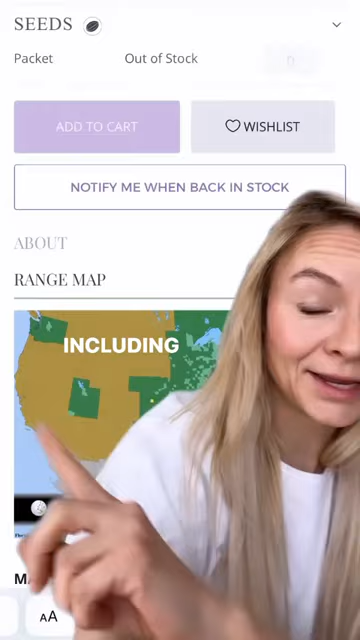 SEEDS
Packet Out of Stock
ADD TO CART WISHLIST
NOTIFY ME WHEN BACK IN STOCK
ABOUT
RANGE MAP
INCLUDING
AA